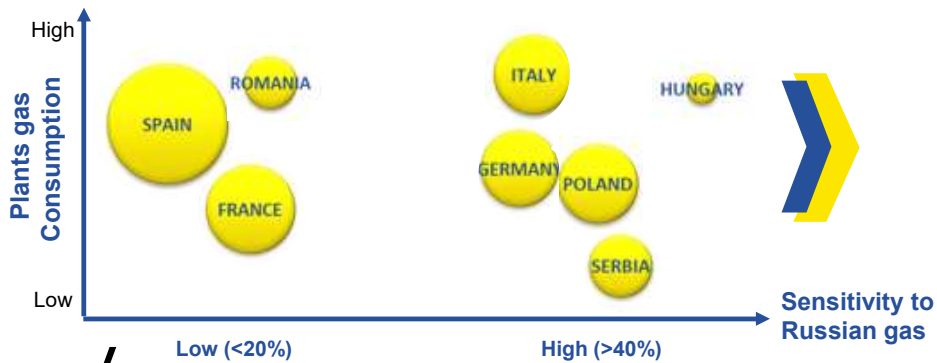 High
Plants gas
Consumption
Low
ROMANIA
SPAIN
FRANCE
ITALY
HUNGARY
GERMANY
POLAND
SERBIA
Sensitivity to
Russian gas
Low (<20%)
High (>40%)